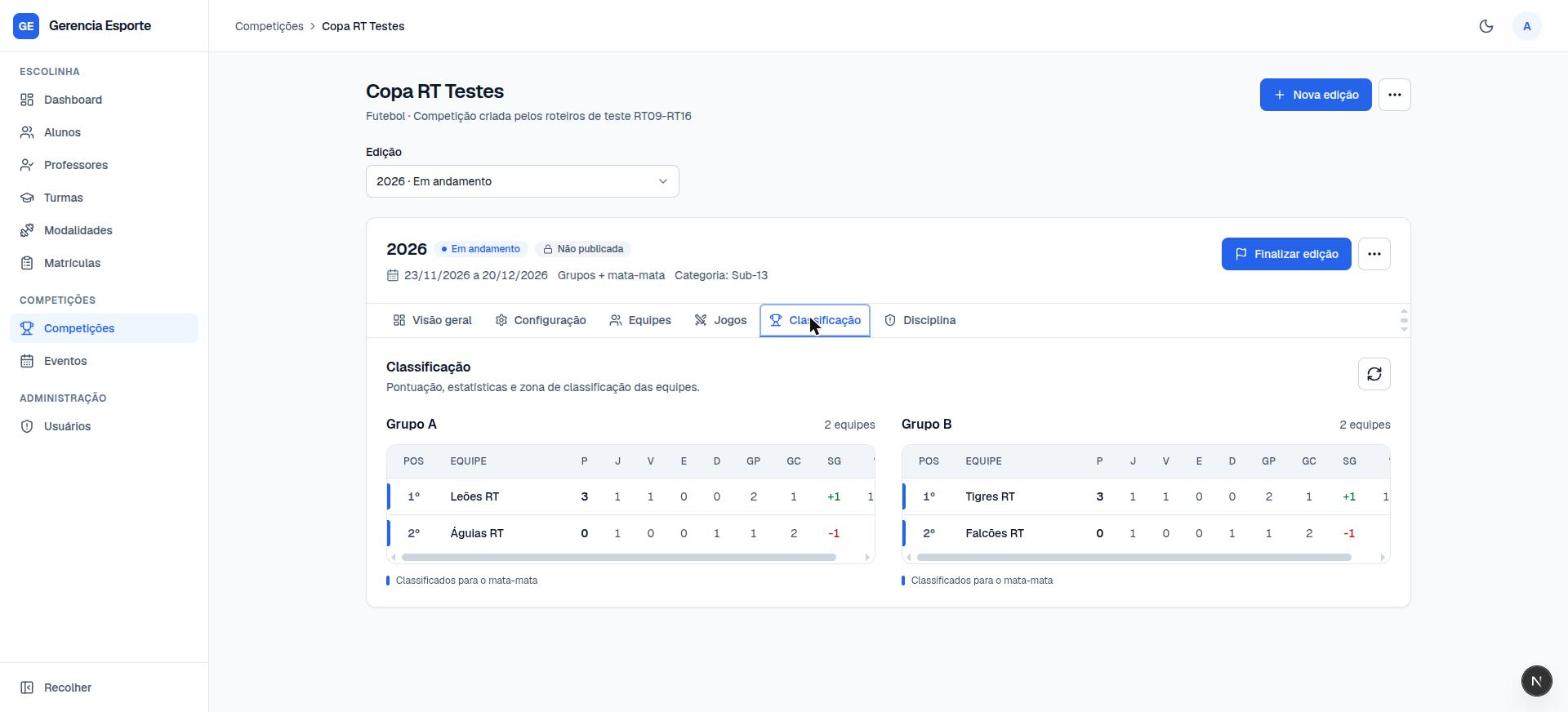 GE Gerencia Esporte
Competições > Copa RT Testes
A
ESCOLINHA
Dashboard
Alunos
Professores
Turmas
Modalidades
Matrículas
COMPETIÇÕES
Competições
Eventos
ADMINISTRAÇÃO
Usuários
Recolher
Copa RT Testes
Futebol · Competição criada pelos roteiros de teste RT09-RT16
Nova edição
Edição
2026 · Em andamento
2026 Em andamento Não publicada
23/11/2026 a 20/12/2026 Grupos + mata-mata Categoria: Sub-13
Finalizar edição
Visão geral Configuração Equipes Jogos Classificação Disciplina
Classificação
Pontuação, estatísticas e zona de classificação das equipes.
Grupo A 2 equipes
POS EQUIPE P J V E D GP GC SG
1º Leões RT 3 1 1 0 0 2 1 +1 1
2º Águias RT 0 1 0 0 1 1 2 -1
Classificados para o mata-mata
Grupo B 2 equipes
POS EQUIPE P J V E D GP GC SG
1º Tigres RT 3 1 1 0 0 2 1 +1 1
2º Falcões RT 0 1 0 0 1 1 2 -1
Classificados para o mata-mata
N